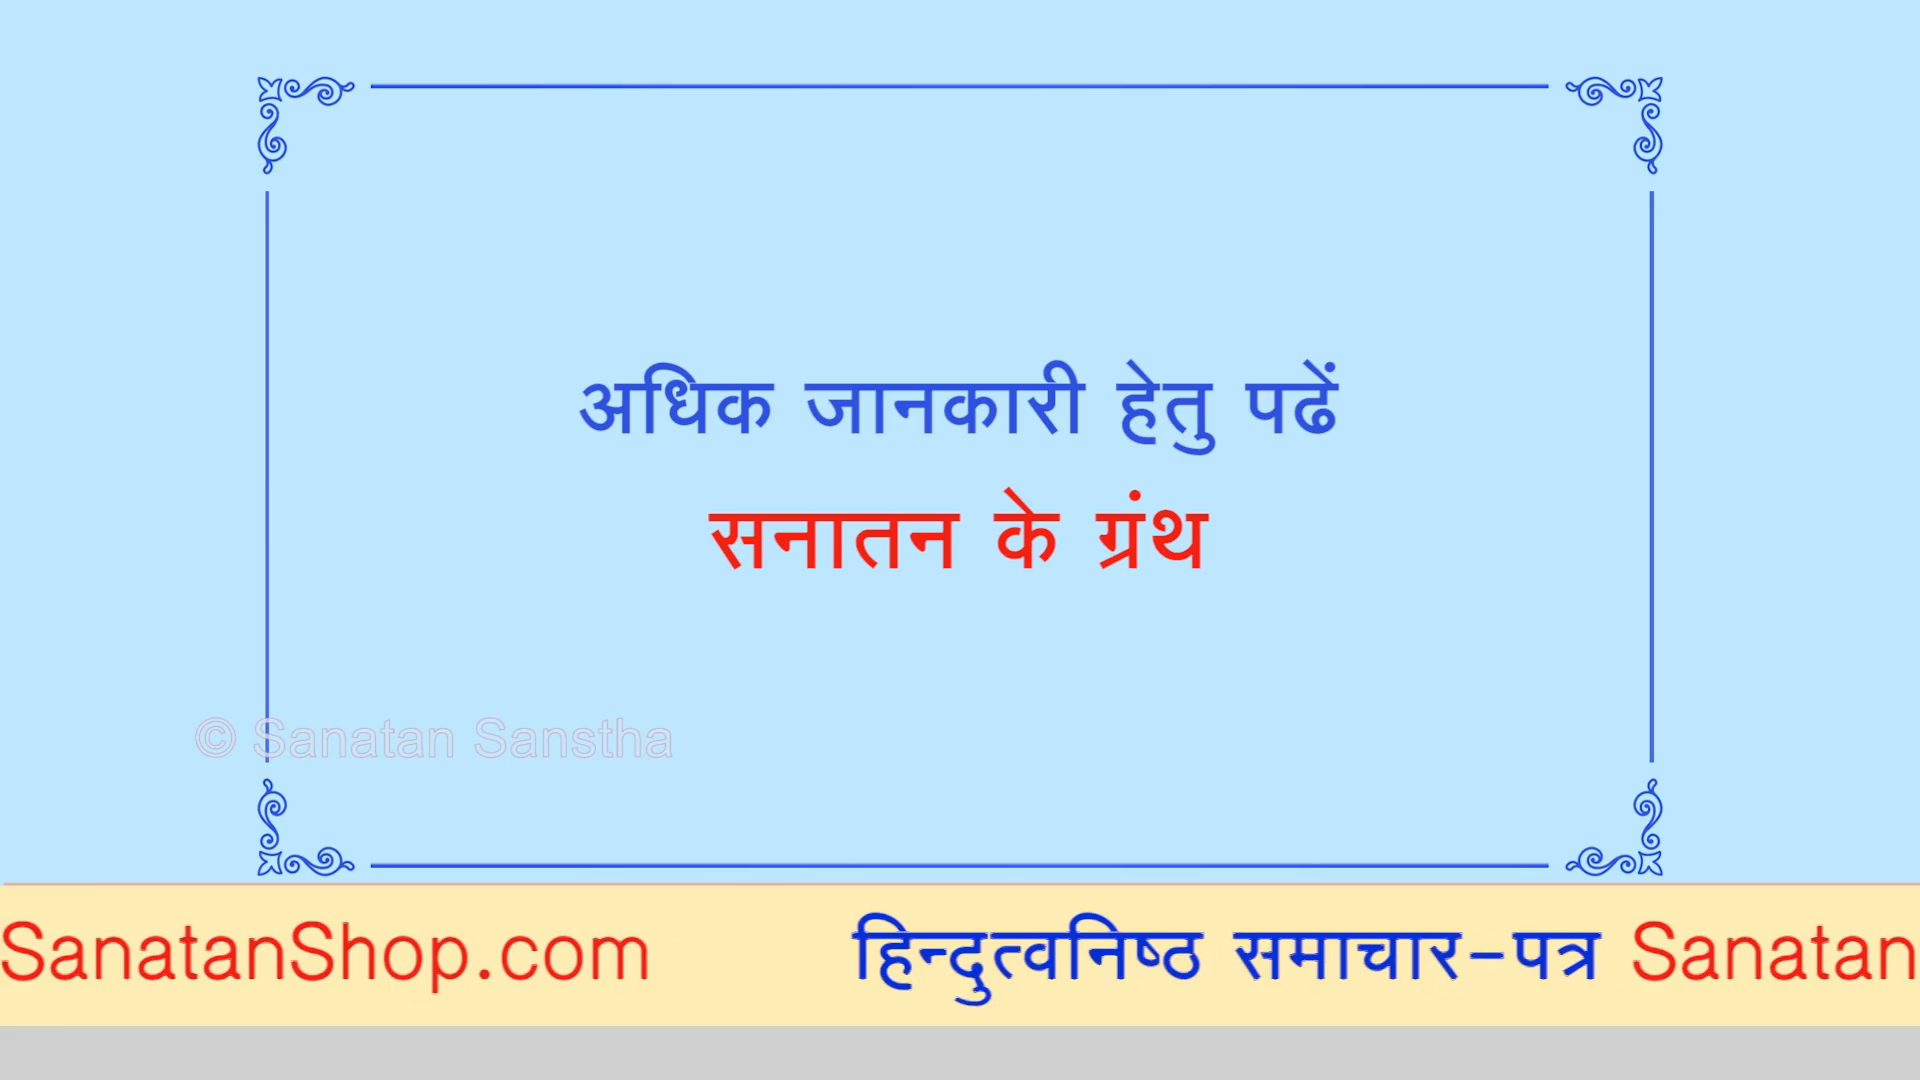 अधिक जानकारी हेतु पढें
सनातन के ग्रंथ
© Sanatan Sanstha
SanatanShop.com हिन्दुत्वनिष्ठ समाचार-पत्र Sanatan